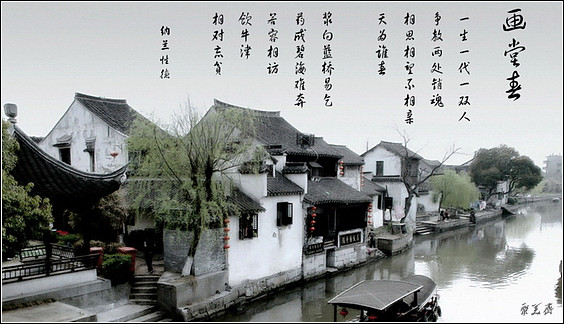 画堂春
一生一代一双人
争教两处销魂
相思相望不相亲
天为谁春
浆向蓝桥易乞
药成碧海难奔
若容相访
饮牛津
相对忘贫
纳兰性德